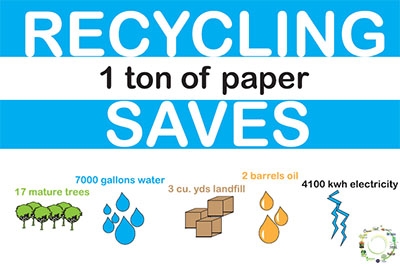 RECYCLING
1 ton of paper
SAVES
17 mature trees
7000 gallons water
3 cu. yds landfill
2 barrels oil
4100 kwh electricity